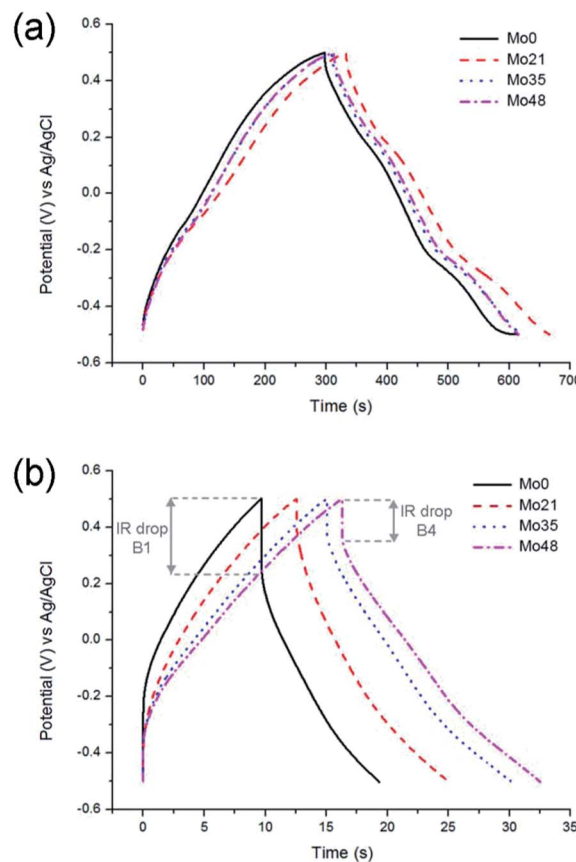 (a)
0.6
0.4
0.2
0.0
-0.2
-0.4
-0.6
Potential (V) vs Ag/AgCl
Mo0
Mo21
Mo35
Mo48
0 100 200 300 400 500 600 700
Time (s)
(b)
0.6
0.4
0.2
0.0
-0.2
-0.4
-0.6
Potential (V) vs Ag/AgCl
IR drop
B1
IR drop
B4
Mo0
Mo21
Mo35
Mo48
0 5 10 15 20 25 30 35
Time (s)